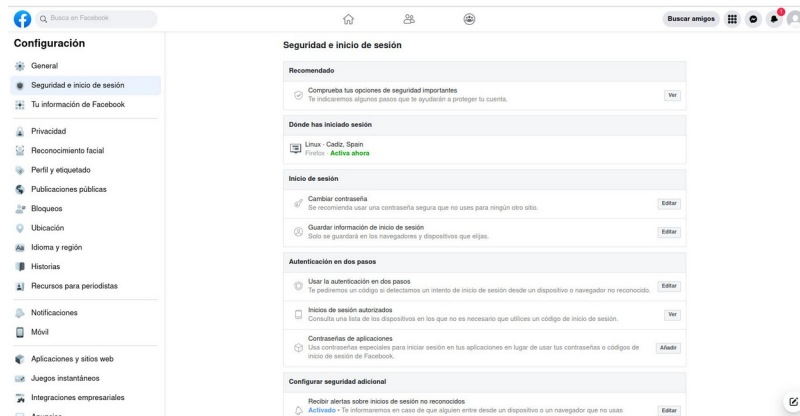 Busca en Facebook
Buscar amigos
Configuración
General
Seguridad e inicio de sesión
Tu información de Facebook
Privacidad
Reconocimiento facial
Perfil y etiquetado
Publicaciones públicas
Bloqueos
Ubicación
Idioma y región
Historias
Recursos para periodistas
Notificaciones
Móvil
Aplicaciones y sitios web
Juegos instantáneos
Integraciones empresariales
Anuncios
Seguridad e inicio de sesión
Recomendado
Comprueba tus opciones de seguridad importantes
Te indicaremos algunos pasos que te ayudarán a proteger tu cuenta.
Ver
Dónde has iniciado sesión
Linux · Cadiz, Spain
Firefox · Activa ahora
Inicio de sesión
Cambiar contraseña
Se recomienda usar una contraseña segura que no uses para ningún otro sitio.
Editar
Guardar información de inicio de sesión
Solo se guardará en los navegadores y dispositivos que elijas.
Editar
Autenticación en dos pasos
Usar la autenticación en dos pasos
Te pediremos un código si detectamos un intento de inicio de sesión desde un dispositivo o navegador no reconocido.
Editar
Inicios de sesión autorizados
Consulta una lista de los dispositivos en los que no es necesario que utilices un código de inicio de sesión.
Ver
Contraseñas de aplicaciones
Usa contraseñas especiales para iniciar sesión en tus aplicaciones en lugar de usar tus contraseñas o códigos de
inicio de sesión de Facebook.
Añadir
Configurar seguridad adicional
Recibir alertas sobre inicios de sesión no reconocidos
Activado • Te informaremos en caso de que alguien entre desde un dispositivo o un navegador que no usas
Editar